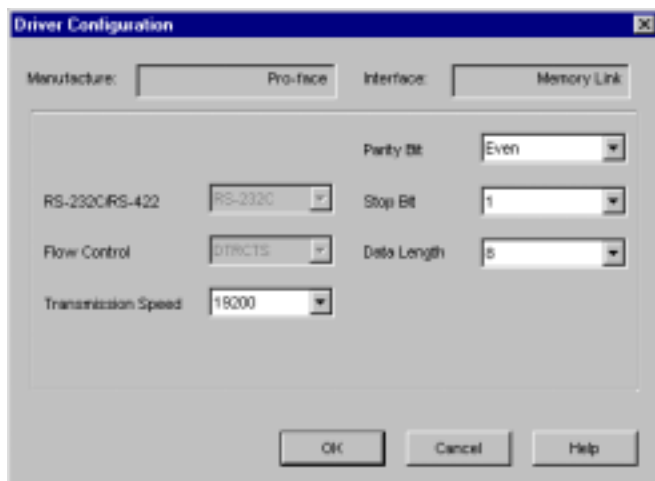 Driver Configuration
Manufacture: Pro-face Interface: Memory Link
Parity Bit Even
RS-232C/RS-422 RS-232C Stop Bit 1
Flow Control DTR/CTS Data Length 8
Transmission Speed 19200
OK Cancel Help